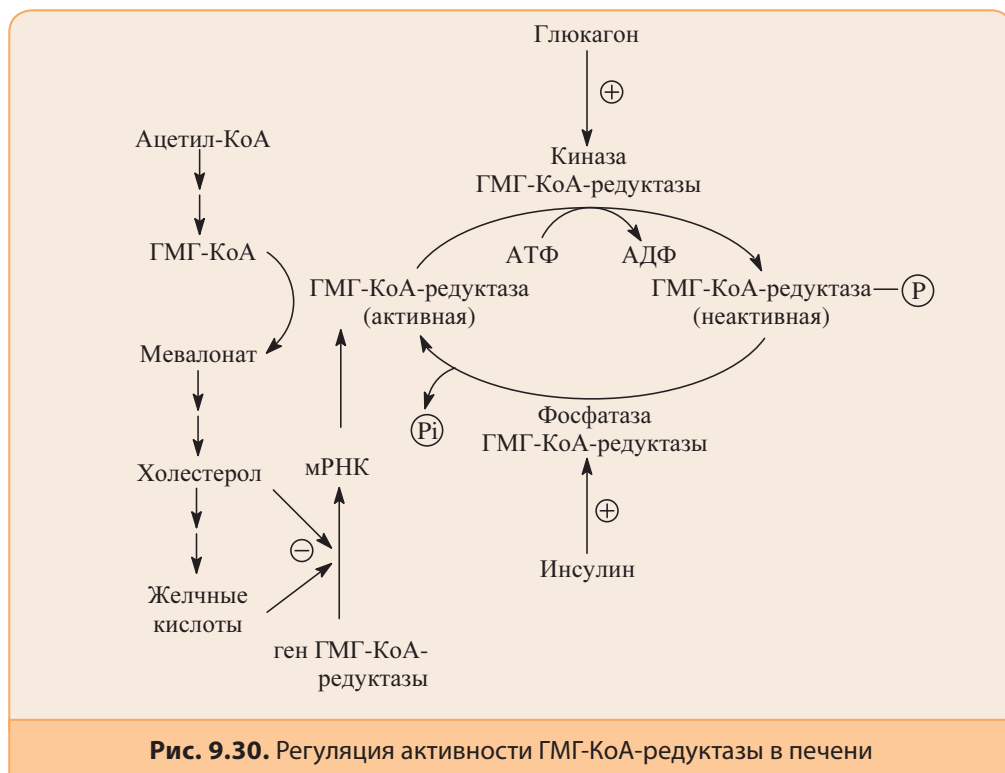 Глюкагон
+
Ацетил-КоА
Киназа
ГМГ-КоА-редуктазы
ГМГ-КоА
АТФ
АДФ
ГМГ-КоА-редуктаза
(активная)
ГМГ-КоА-редуктаза
(неактивная)
P
Мевалонат
Pi
Фосфатаза
ГМГ-КоА-редуктазы
Холестерол
мРНК
+
−
Инсулин
Желчные
кислоты
ген ГМГ-КоА-
редуктазы
Рис. 9.30. Регуляция активности ГМГ-КоА-редуктазы в печени